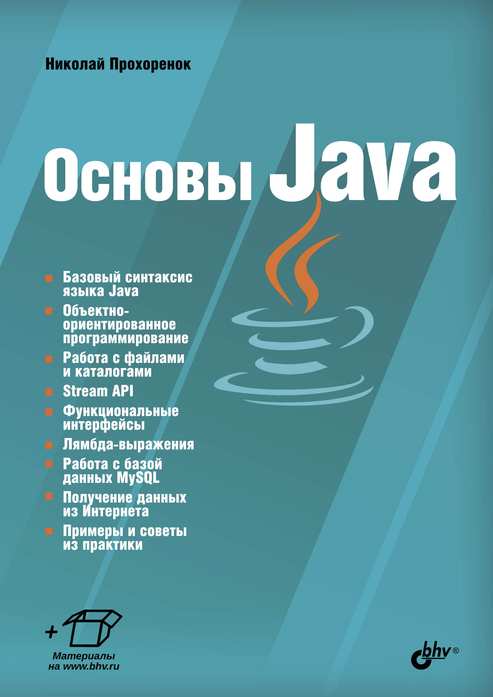 Николай Прохоренок
Основы Java
Базовый синтаксис
языка Java
Объектно-
ориентированное
программирование
Работа с файлами
и каталогами
Stream API
Функциональные
интерфейсы
Лямбда-выражения
Работа с базой
данных MySQL
Получение данных
из Интернета
Примеры и советы
из практики
+
Материалы
на www.bhv.ru
bhv®